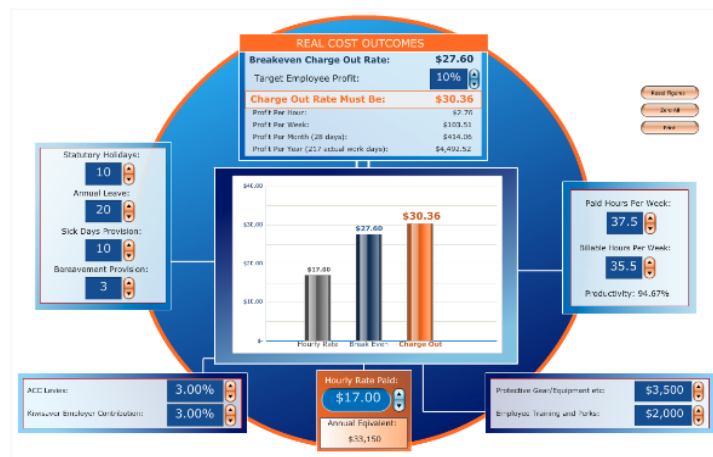 REAL COST OUTCOMES
Breakeven Charge Out Rate: $27.60
Target Employee Profit: 10%
Charge Out Rate Must Be: $30.36
Profit Per Hour: $2.76
Profit Per Week: $103.51
Profit Per Month (28 days): $414.06
Profit Per Year (217 actual work days): $4,492.52
Reset Figures
Zero All
Print
Statutory Holidays:
10
Annual Leave:
20
Sick Days Provision:
10
Bereavement Provision:
3
$40.00
$30.00
$20.00
$10.00
$-
$17.00
$27.60
$30.36
Hourly Rate Break Even Charge Out
Paid Hours Per Week:
37.5
Billable Hours Per Week:
35.5
Productivity: 94.67%
ACC Levies: 3.00%
Kiwisaver Employer Contribution: 3.00%
Hourly Rate Paid:
$17.00
Annual Eqivalent:
$33,150
Protective Gear/Equipment etc: $3,500
Employee Training and Perks: $2,000